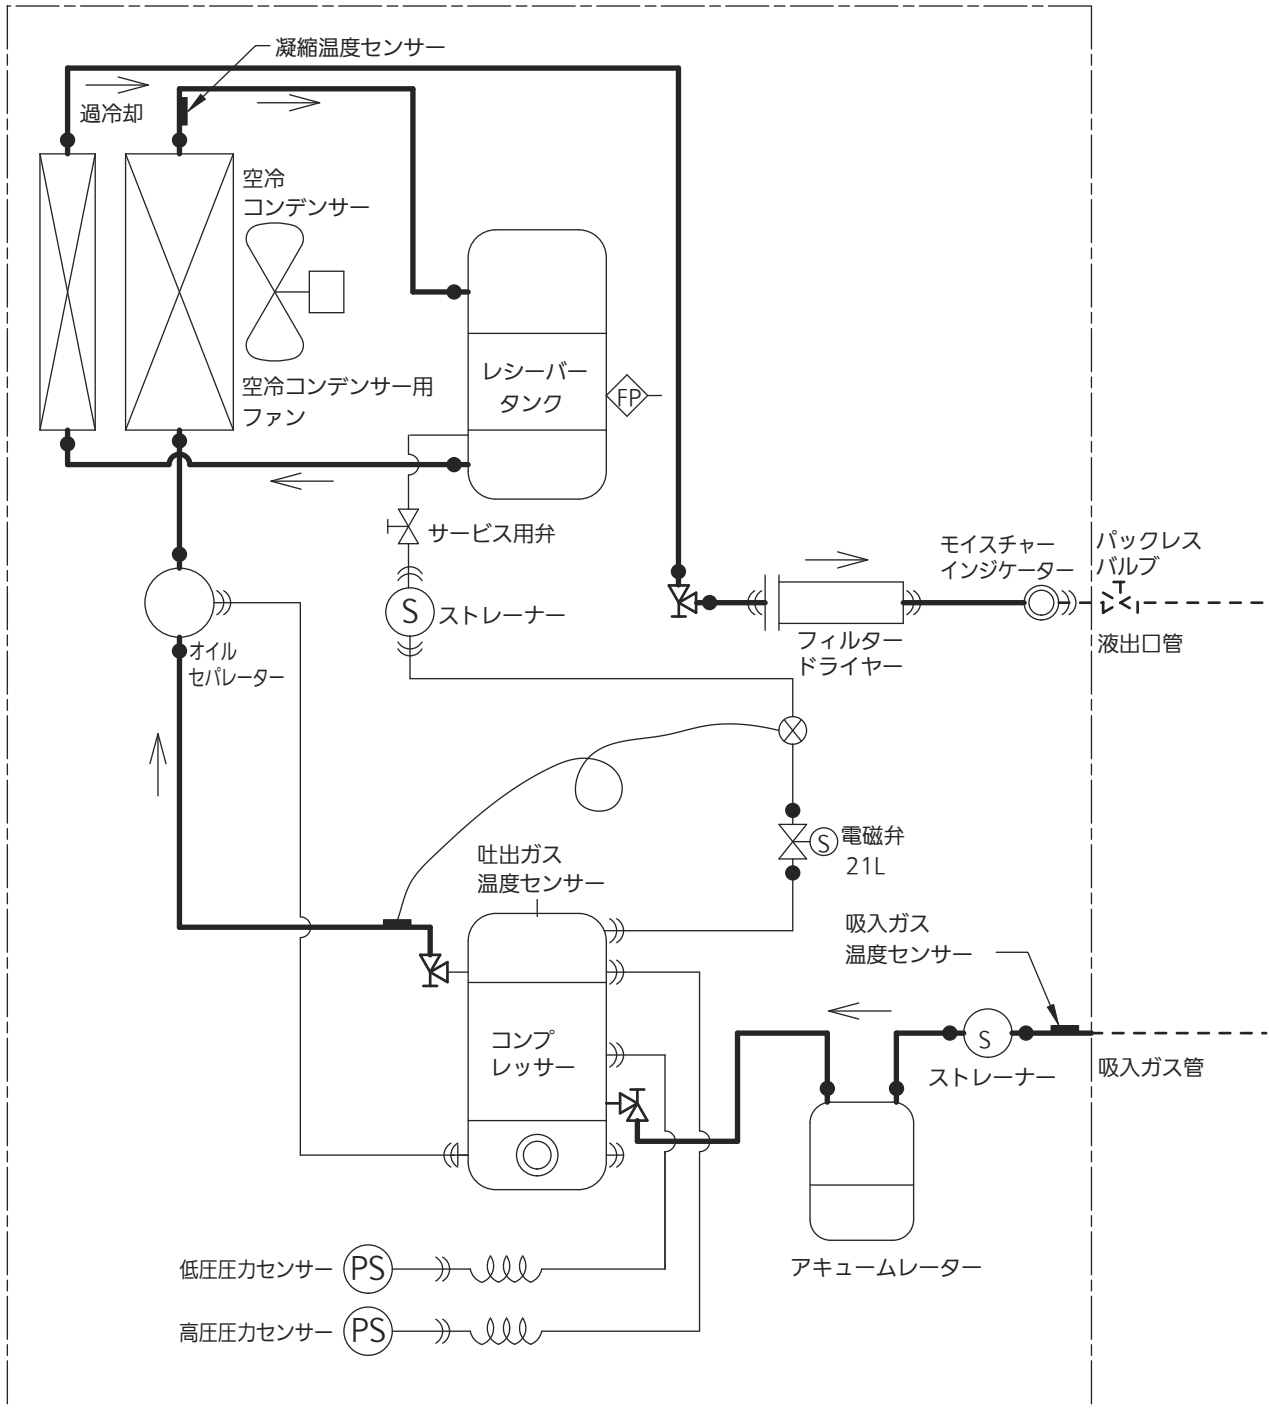 凝縮温度センサー
過冷却
空冷
コンデンサー
レシーバー
タンク
FP
空冷コンデンサー用
ファン
サービス用弁
モイスチャー
インジケーター
バックレス
バルブ
S
ストレーナー
フィルター
ドライヤー
液出口管
オイル
セパレーター
S
電磁弁
21L
吐出ガス
温度センサー
吸入ガス
温度センサー
コンプ
レッサー
S
ストレーナー
吸入ガス管
低圧圧力センサー
PS
アキュームレーター
高圧圧力センサー
PS